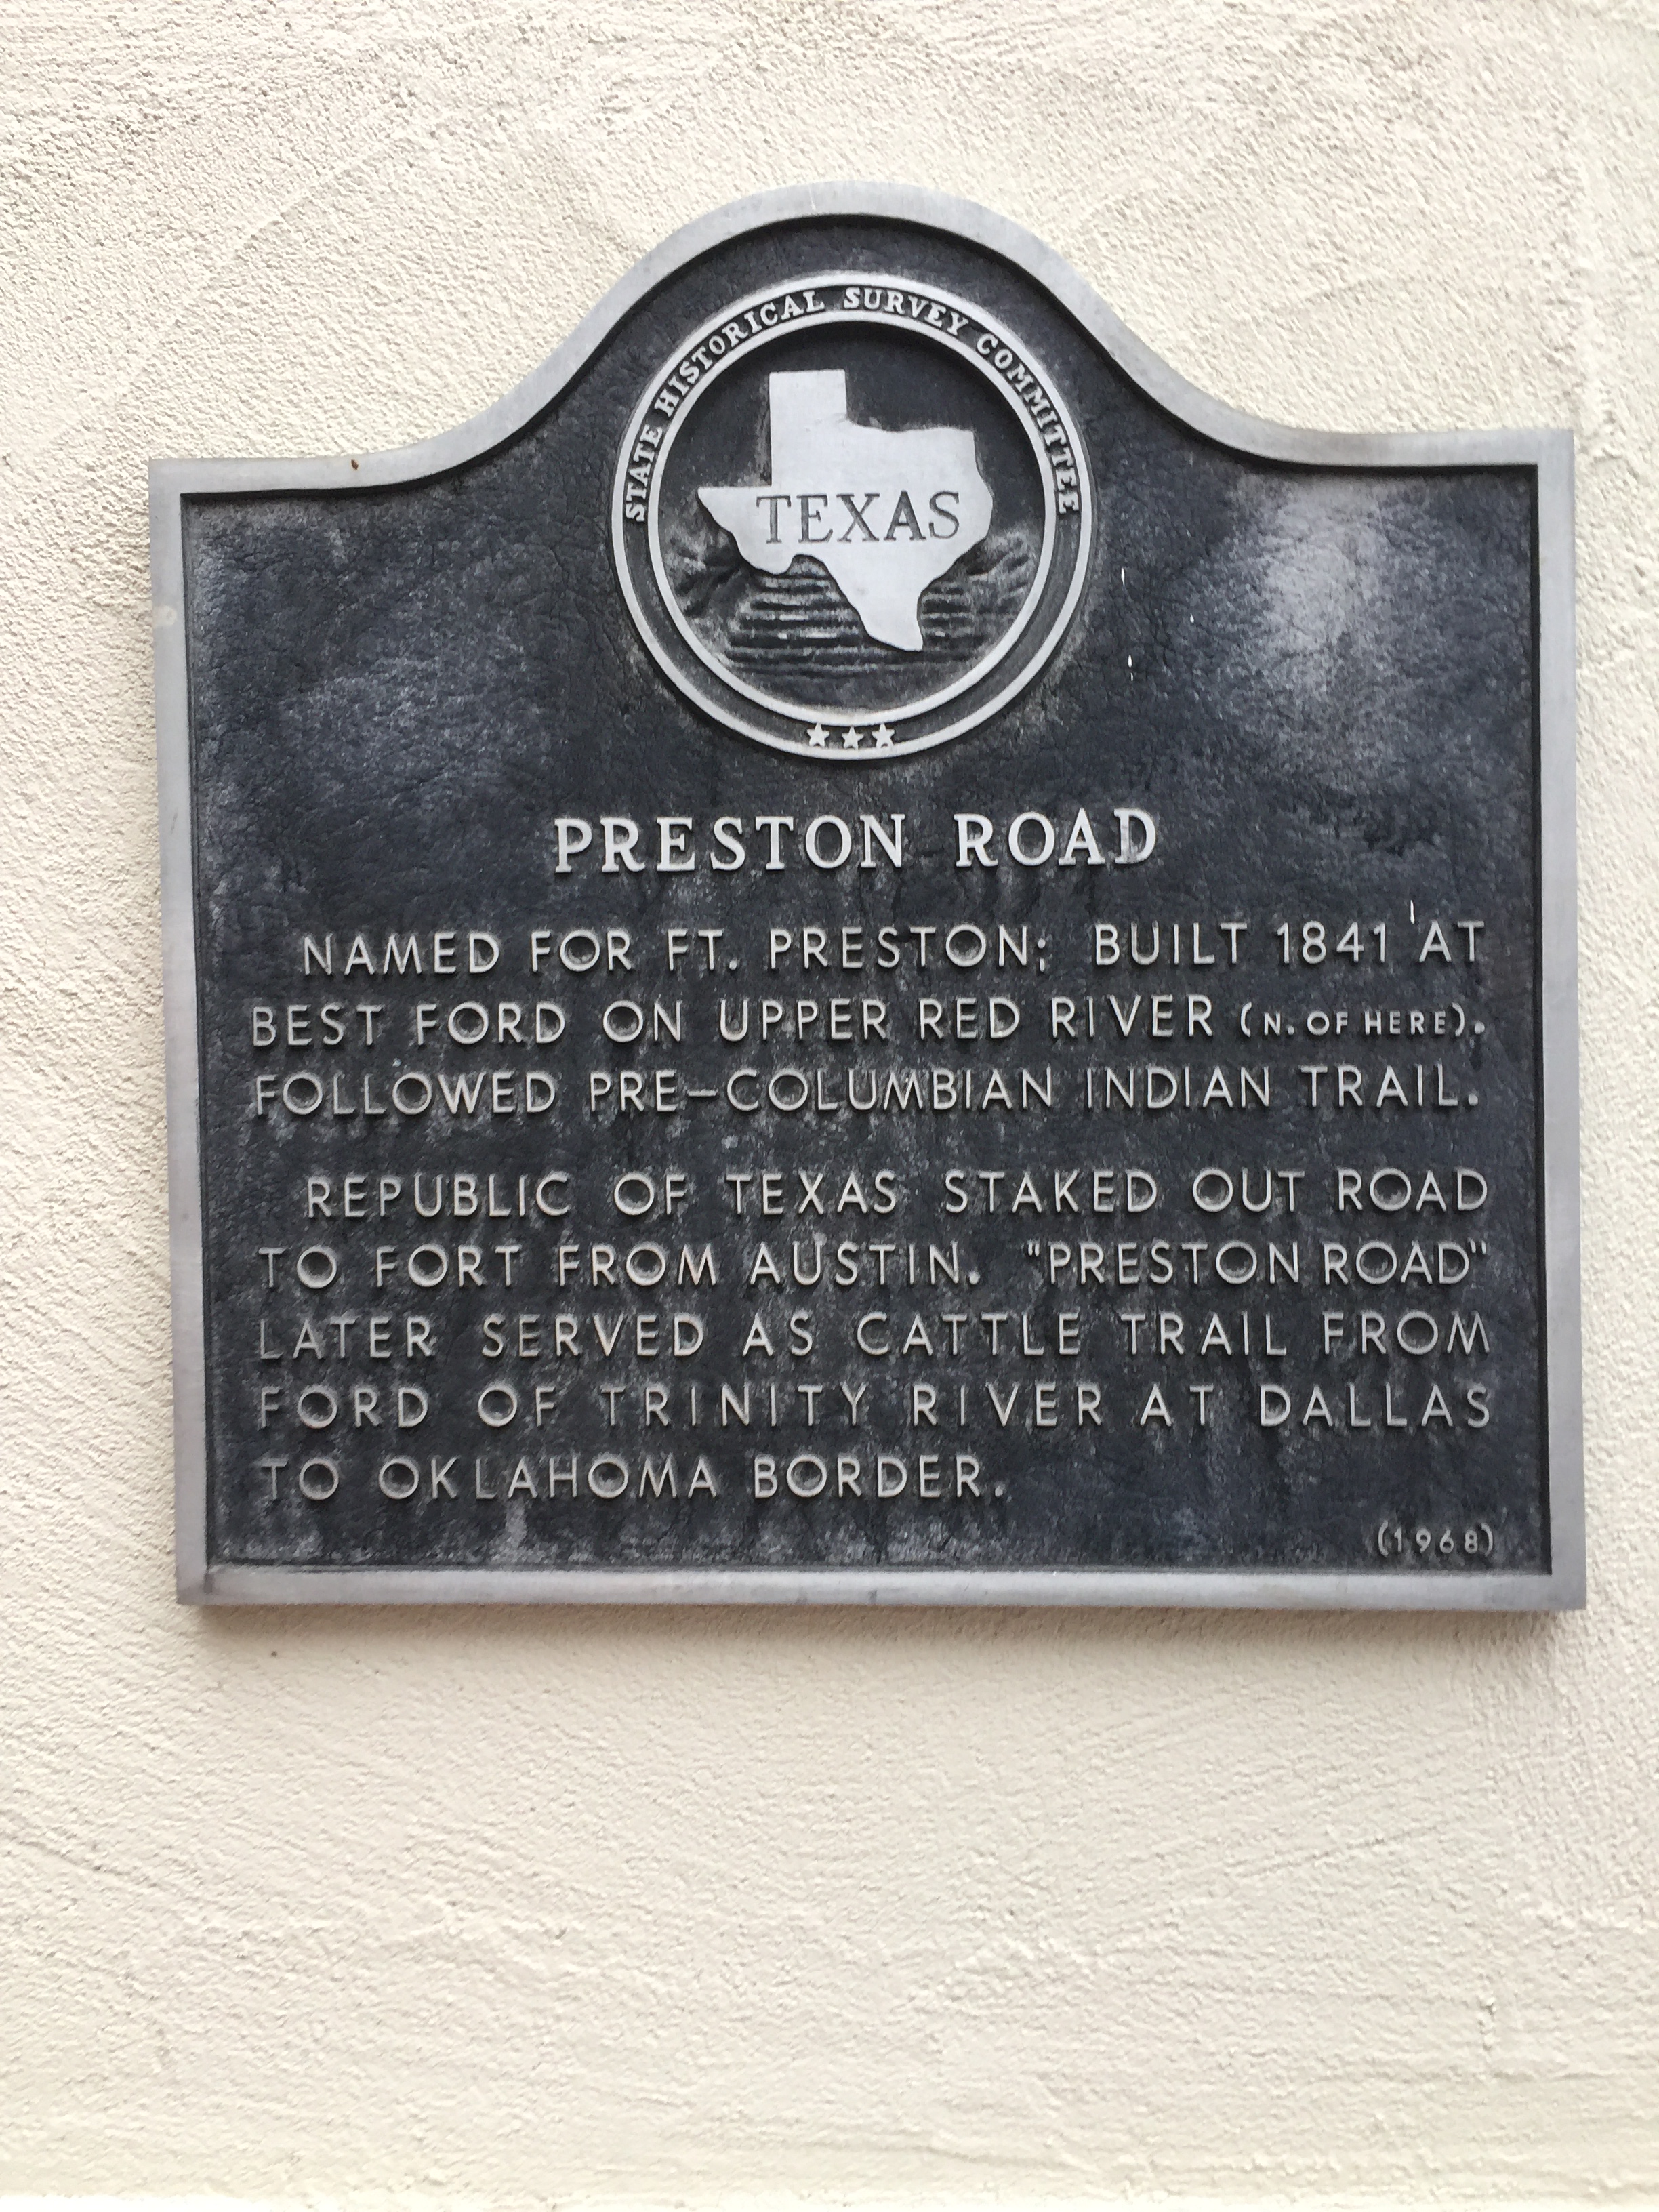 STATE HISTORICAL SURVEY COMMITTEE
TEXAS
PRESTON ROAD
NAMED FOR FT. PRESTON; BUILT 1841 AT
BEST FORD ON UPPER RED RIVER (N. OF HERE).
FOLLOWED PRE-COLUMBIAN INDIAN TRAIL.
REPUBLIC OF TEXAS STAKED OUT ROAD
TO FORT FROM AUSTIN. "PRESTON ROAD"
LATER SERVED AS CATTLE TRAIL FROM
FORD OF TRINITY RIVER AT DALLAS
TO OKLAHOMA BORDER.
(1968)